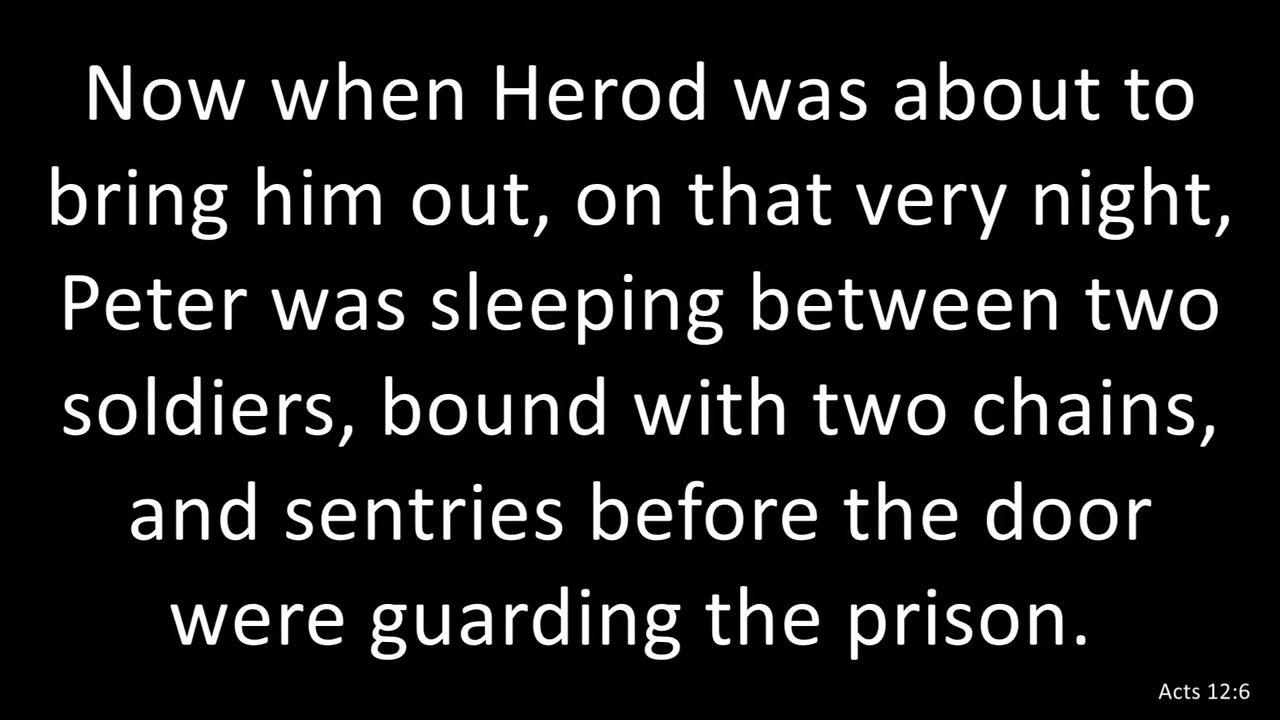 Now when Herod was about to
bring him out, on that very night,
Peter was sleeping between two
soldiers, bound with two chains,
and sentries before the door
were guarding the prison.
Acts 12:6